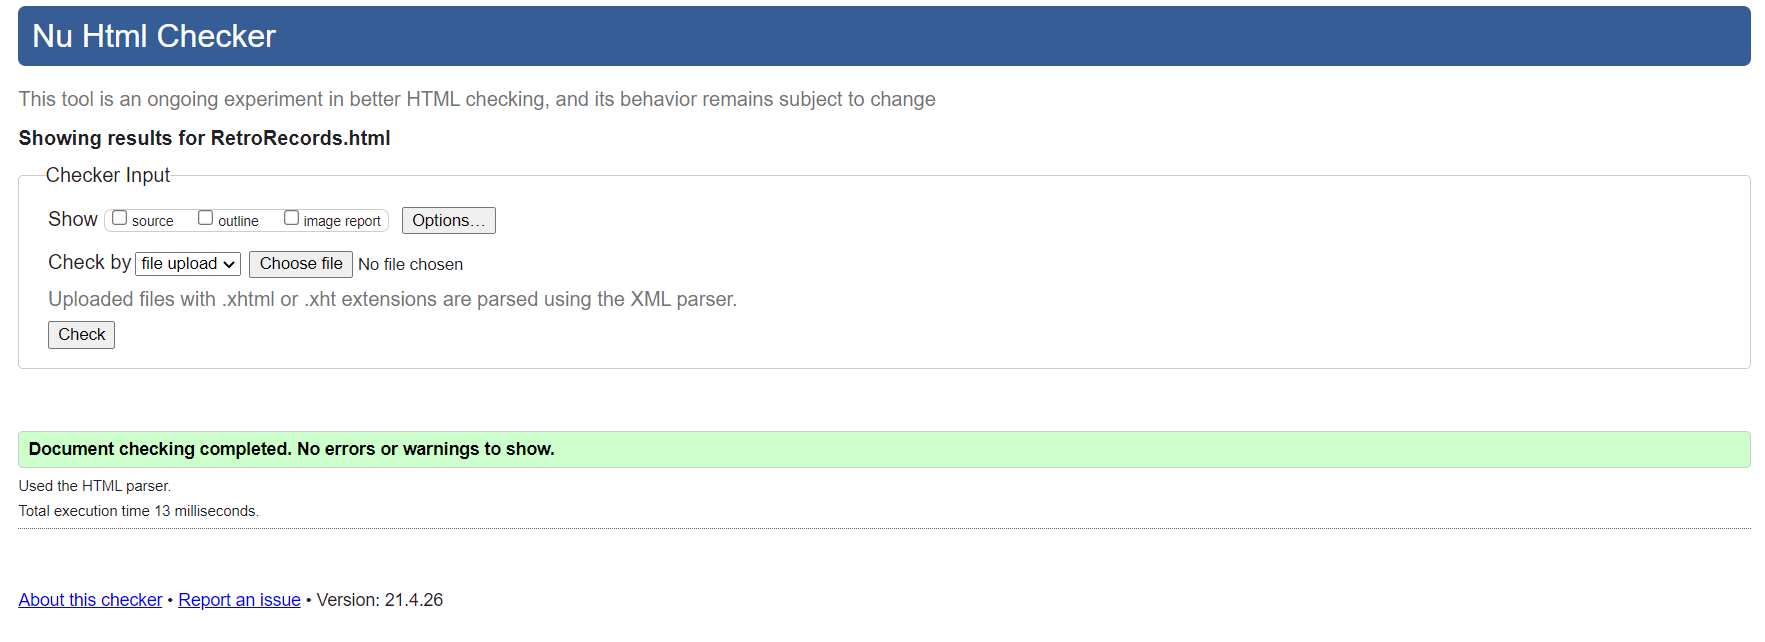 Nu Html Checker
This tool is an ongoing experiment in better HTML checking, and its behavior remains subject to change
Showing results for RetroRecords.html
Checker Input
Show source outline image report Options...
Check by file upload Choose file No file chosen
Uploaded files with .xhtml or .xht extensions are parsed using the XML parser.
Check
Document checking completed. No errors or warnings to show.
Used the HTML parser.
Total execution time 13 milliseconds.
About this checker • Report an issue • Version: 21.4.26